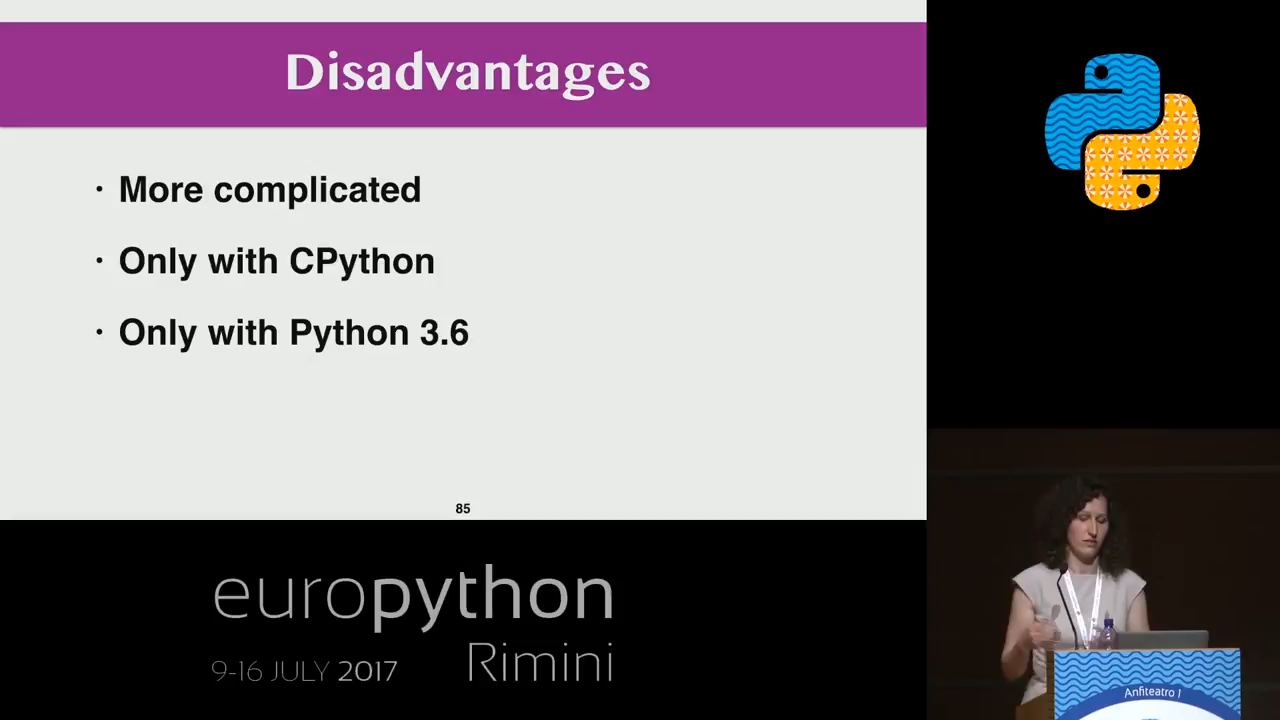 Disadvantages
· More complicated
· Only with CPython
· Only with Python 3.6
85
europython
9-16 JULY 2017 Rimini
Anfiteatro 1